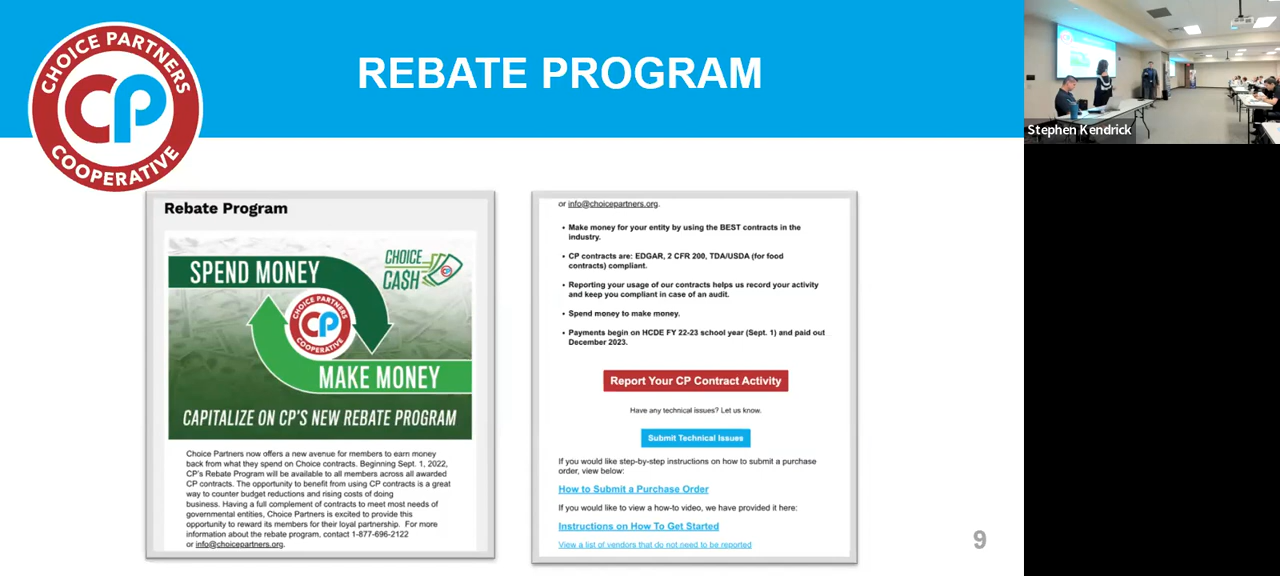 REBATE PROGRAM
CHOICE PARTNERS
CP
COOPERATIVE
Stephen Kendrick
Rebate Program
SPEND MONEY
CHOICE
CASH
CHOICE PARTNERS
CP
COOPERATIVE
MAKE MONEY
CAPITALIZE ON CP'S NEW REBATE PROGRAM
Choice Partners now offers a new avenue for members to earn money
back from what they spend on Choice contracts. Beginning Sept. 1, 2022,
CP's Rebate Program will be available to all members across all awarded
CP contracts. The opportunity to benefit from using CP contracts is a great
way to counter budget reductions and rising costs of doing
business. Having a full complement of contracts to meet most needs of
governmental entities, Choice Partners is excited to provide this
opportunity to reward its members for their loyal partnership. For more
information about the rebate program, contact 1-877-696-2122
or info@choicepartners.org.
or info@choicepartners.org.
• Make money for your entity by using the BEST contracts in the
industry.
• CP contracts are: EDGAR, 2 CFR 200, TDA/USDA (for food
contracts) compliant.
• Reporting your usage of our contracts helps us record your activity
and keep you compliant in case of an audit.
• Spend money to make money.
• Payments begin on HCDE FY 22-23 school year (Sept. 1) and paid out
December 2023.
Report Your CP Contract Activity
Have any technical issues? Let us know.
Submit Technical Issues
If you would like step-by-step instructions on how to submit a purchase
order, view below:
How to Submit a Purchase Order
If you would like to view a how-to video, we have provided it here:
Instructions on How To Get Started
View a list of vendors that do not need to be reported
9